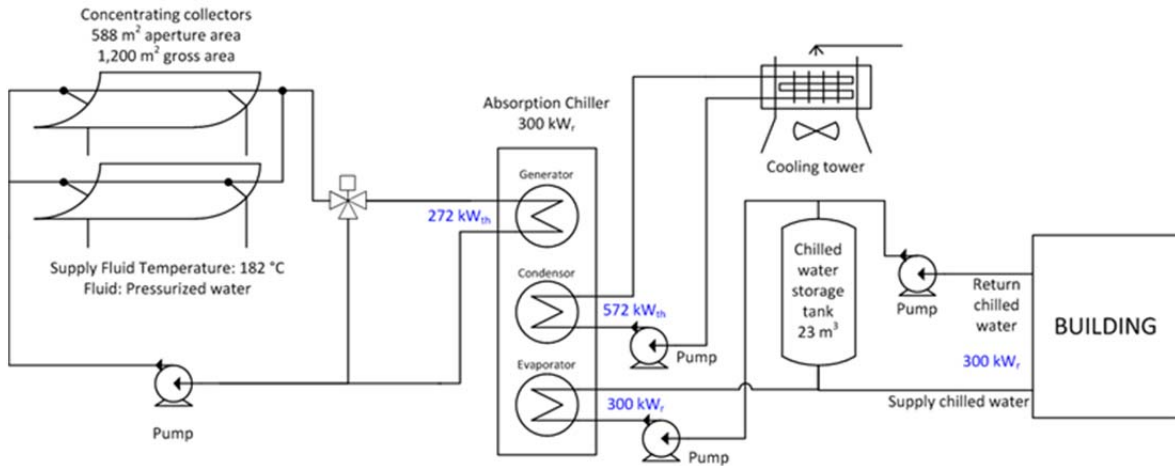 Concentrating collectors
588 m² aperture area
1,200 m² gross area
Supply Fluid Temperature: 182 °C
Fluid: Pressurized water
Pump
Absorption Chiller
300 kWr
Generator
272 kWth
Condensor
572 kWth
Pump
Evaporator
300 kWr
Pump
Cooling tower
Chilled
water
storage
tank
23 m³
Pump
Return
chilled
water
300 kWr
Supply chilled water
BUILDING